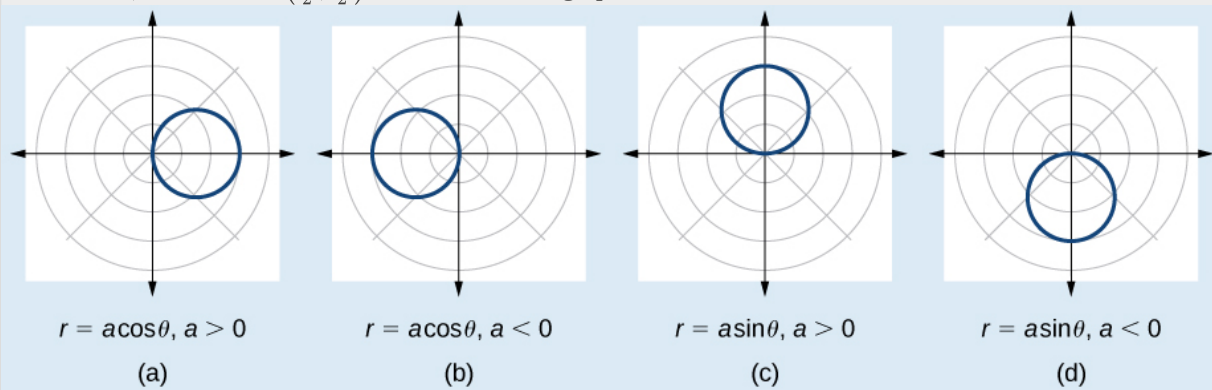 r = acosθ, a > 0
r = acosθ, a < 0
r = asinθ, a > 0
r = asinθ, a < 0
(a)
(b)
(c)
(d)